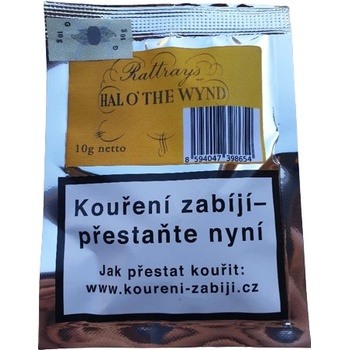 Rattrays
HAL O' THE WYND
10g netto
8 594047 398654
Kouření zabíjí–
přestaňte nyní
Jak přestat kouřit:
www.koureni-zabiji.cz